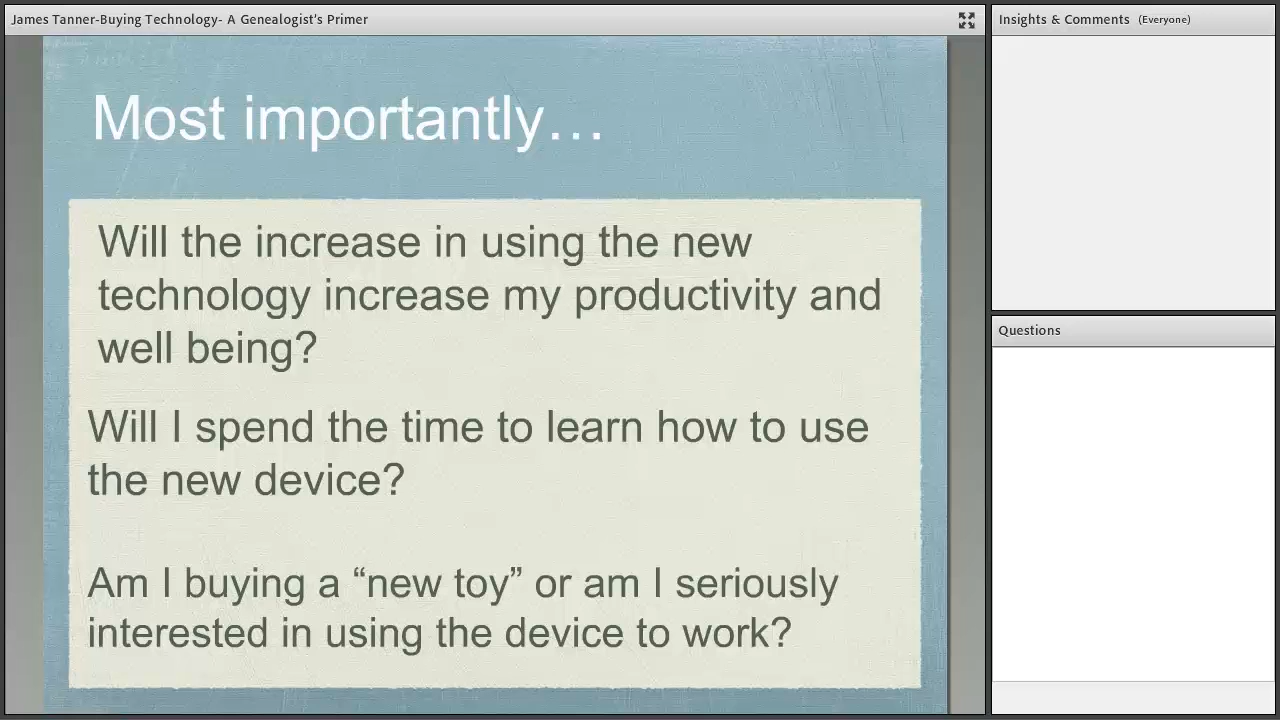 James Tanner-Buying Technology- A Genealogist's Primer
Most importantly…
Will the increase in using the new
technology increase my productivity and
well being?
Will I spend the time to learn how to use
the new device?
Am I buying a “new toy” or am I seriously
interested in using the device to work?
Insights & Comments (Everyone)
Questions